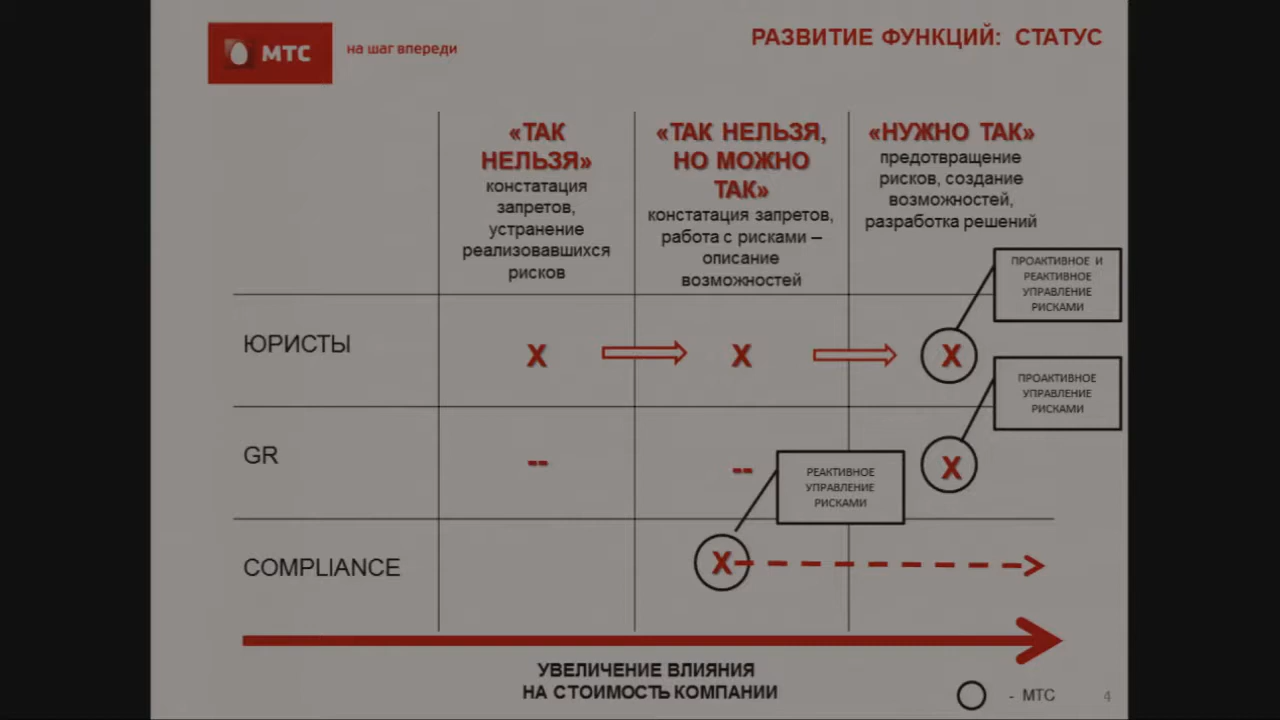 МТС
на шаг впереди
РАЗВИТИЕ ФУНКЦИЙ: СТАТУС
«ТАК
НЕЛЬЗЯ»
констатация
запретов,
устранение
реализовавшихся
рисков
«ТАК НЕЛЬЗЯ,
НО МОЖНО
ТАК»
констатация запретов,
работа с рисками –
описание
возможностей
«НУЖНО ТАК»
предотвращение
рисков, создание
возможностей,
разработка решений
ПРОАКТИВНОЕ И
РЕАКТИВНОЕ
УПРАВЛЕНИЕ
РИСКАМИ
ЮРИСТЫ
X
X
X
ПРОАКТИВНОЕ
УПРАВЛЕНИЕ
РИСКАМИ
GR
--
--
X
РЕАКТИВНОЕ
УПРАВЛЕНИЕ
РИСКАМИ
COMPLIANCE
X
УВЕЛИЧЕНИЕ ВЛИЯНИЯ
НА СТОИМОСТЬ КОМПАНИИ
- МТС
4